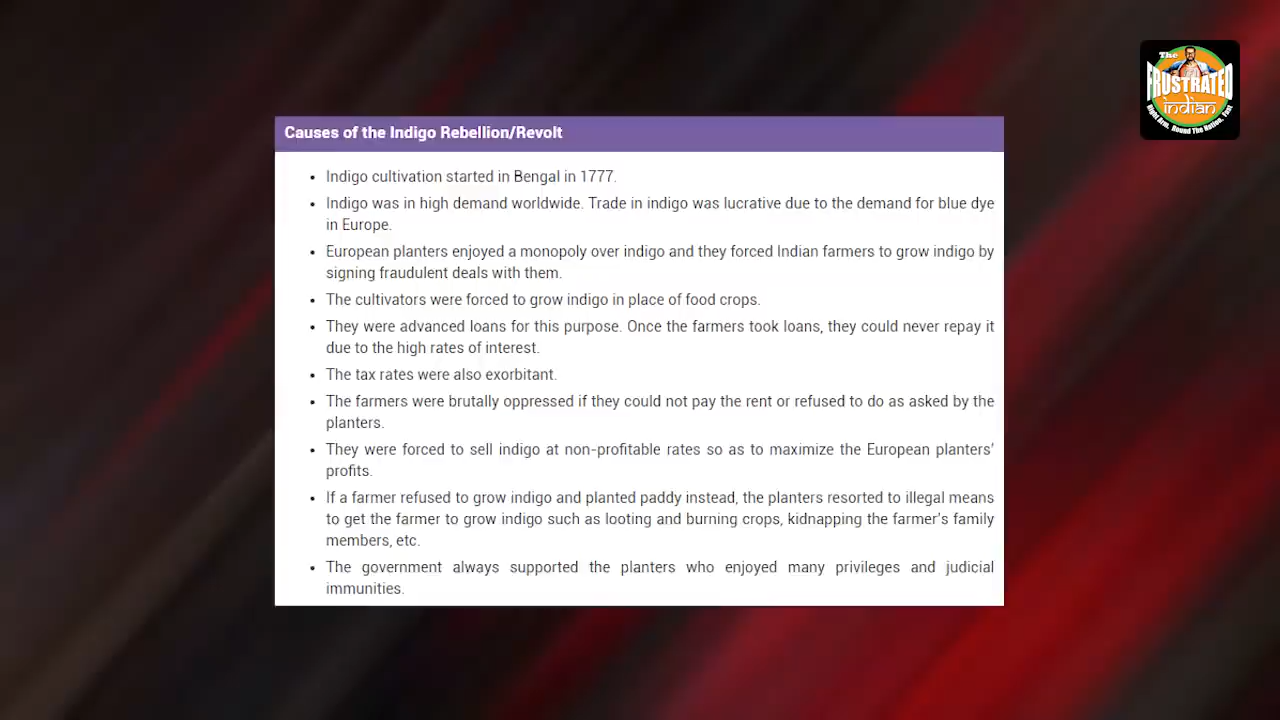 The
FRUSTRATED
indian
Right Arm, Round The Nation, Fast
Causes of the Indigo Rebellion/Revolt
• Indigo cultivation started in Bengal in 1777.
• Indigo was in high demand worldwide. Trade in indigo was lucrative due to the demand for blue dye
in Europe.
• European planters enjoyed a monopoly over indigo and they forced Indian farmers to grow indigo by
signing fraudulent deals with them.
• The cultivators were forced to grow indigo in place of food crops.
• They were advanced loans for this purpose. Once the farmers took loans, they could never repay it
due to the high rates of interest.
• The tax rates were also exorbitant.
• The farmers were brutally oppressed if they could not pay the rent or refused to do as asked by the
planters.
• They were forced to sell indigo at non-profitable rates so as to maximize the European planters’
profits.
• If a farmer refused to grow indigo and planted paddy instead, the planters resorted to illegal means
to get the farmer to grow indigo such as looting and burning crops, kidnapping the farmer’s family
members, etc.
• The government always supported the planters who enjoyed many privileges and judicial
immunities.